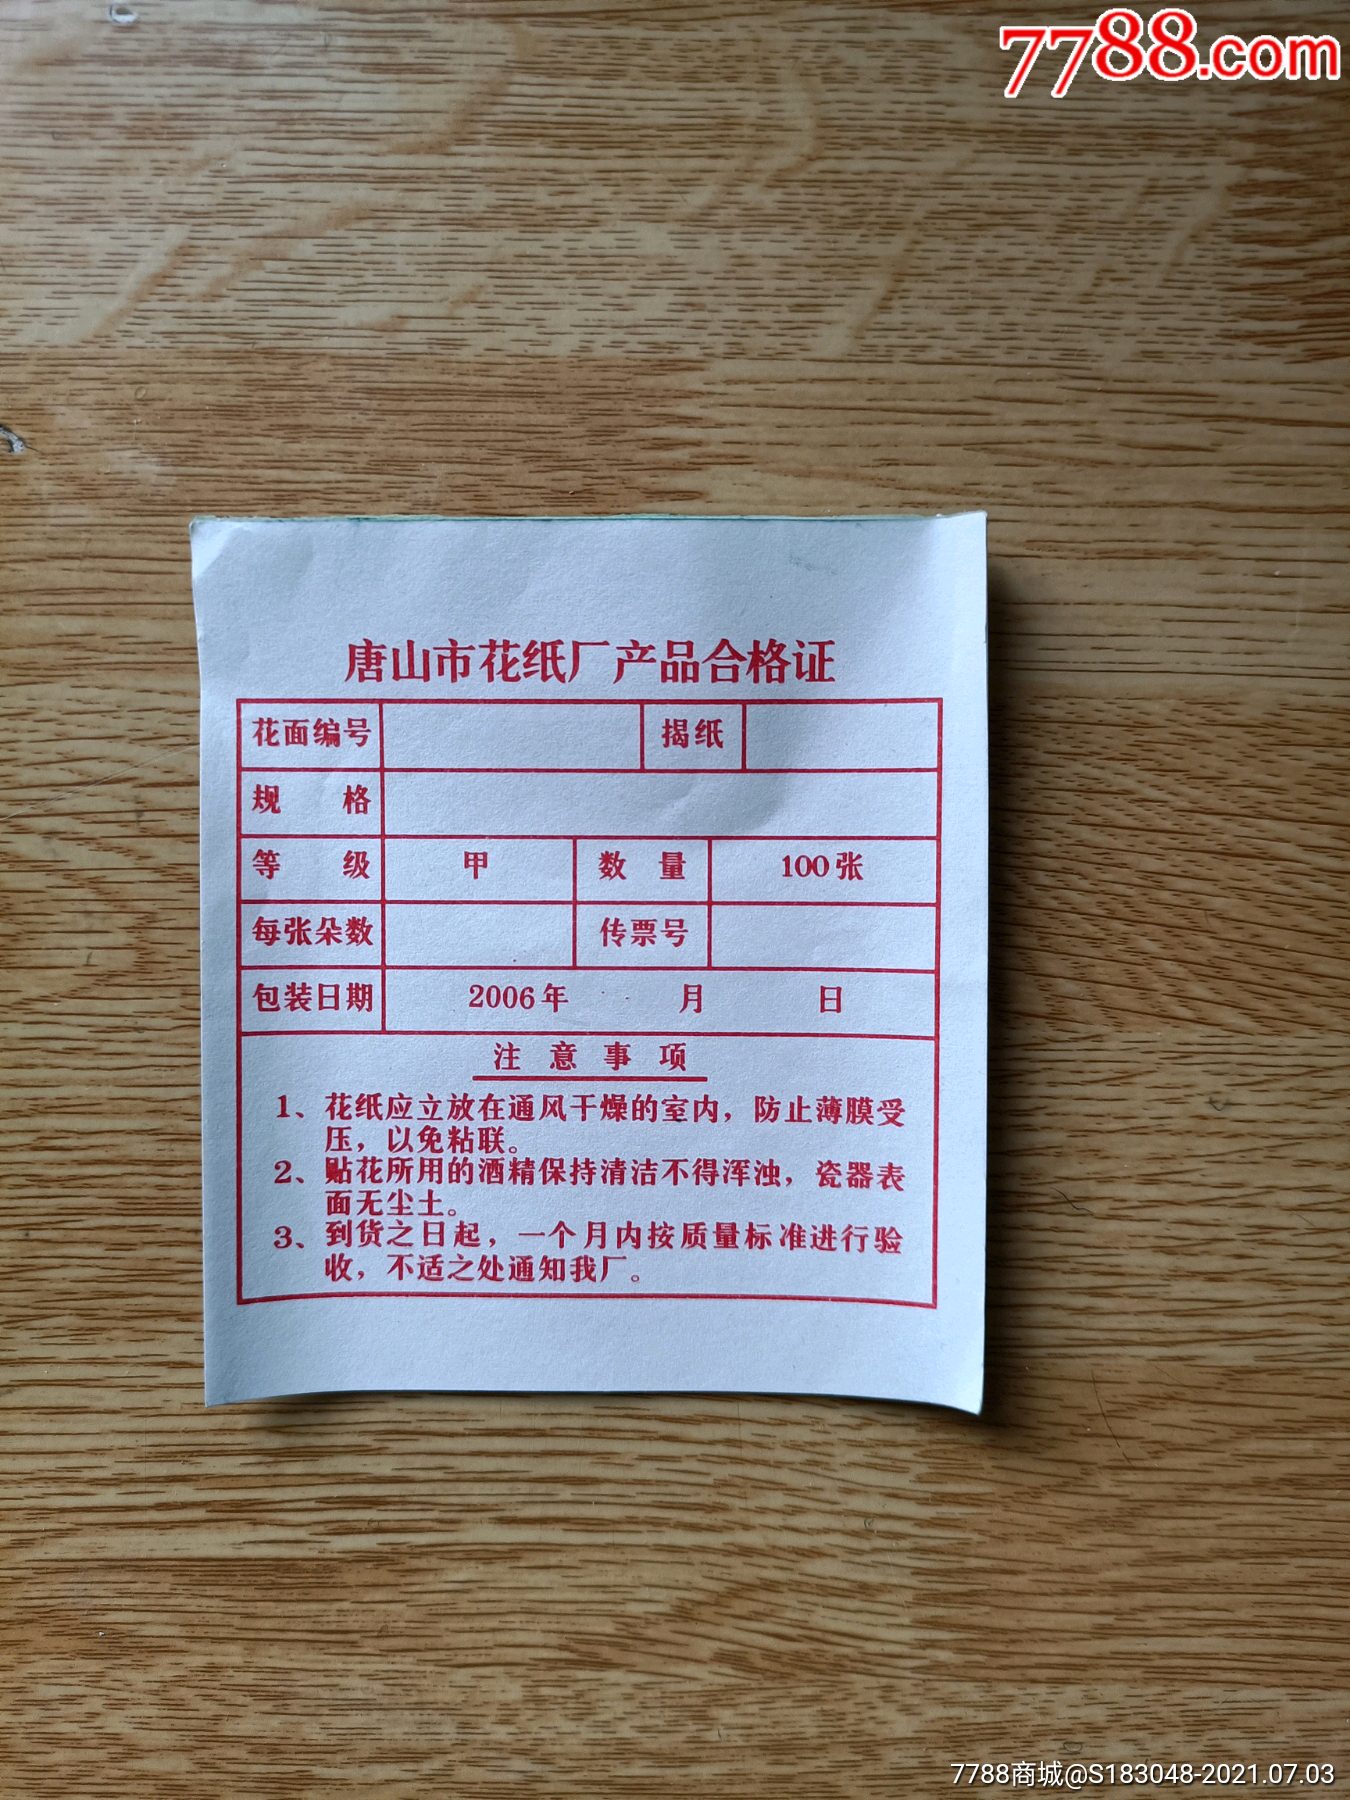 7788.com
唐山市花纸厂产品合格证
花面编号 揭纸
规 格
等 级 甲 数 量 100张
每张朵数 传票号
包装日期 2006年 月 日
注 意 事 项
1、花纸应立放在通风干燥的室内，防止薄膜受
压，以免粘联。
2、贴花所用的酒精保持清洁不得浑浊，瓷器表
面无尘土。
3、到货之日起，一个月内按质量标准进行验
收，不适之处通知我厂。
7788商城@S183048-2021.07.03